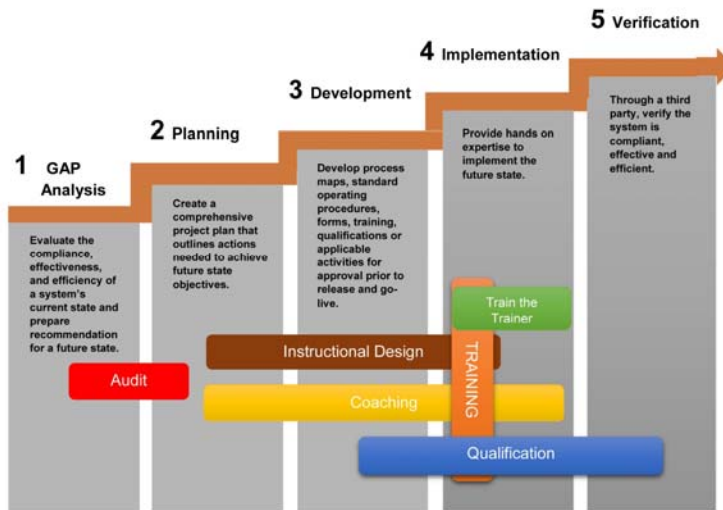 1 GAP
Analysis
Evaluate the
compliance,
effectiveness,
and efficiency of
a system's
current state and
prepare
recommendation
for a future state.
2 Planning
Create a
comprehensive
project plan that
outlines actions
needed to achieve
future state
objectives.
3 Development
Develop process
maps, standard
operating
procedures,
forms, training,
qualifications or
applicable
activities for
approval prior to
release and go-
live.
4 Implementation
Provide hands on
expertise to
implement the
future state.
5 Verification
Through a third
party, verify the
system is
compliant,
effective and
efficient.
Audit
Instructional Design
Coaching
TRAINING
Train the
Trainer
Qualification